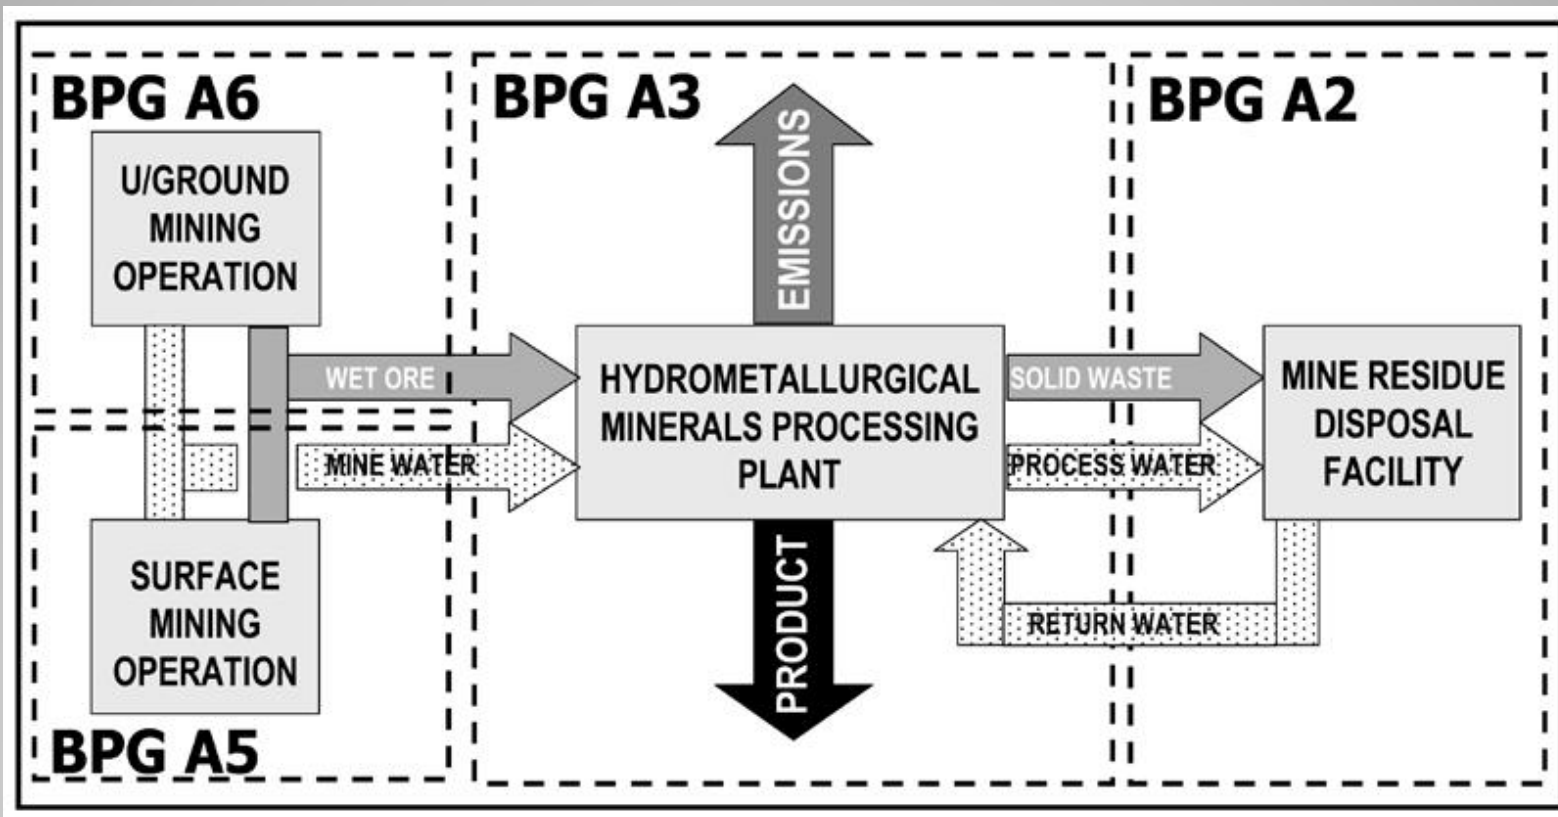 BPG A6
U/GROUND
MINING
OPERATION
BPG A3
EMISSIONS
BPG A2
WET ORE
MINE WATER
HYDROMETALLURGICAL
MINERALS PROCESSING
PLANT
SOLID WASTE
PROCESS WATER
MINE RESIDUE
DISPOSAL
FACILITY
SURFACE
MINING
OPERATION
BPG A5
PRODUCT
RETURN WATER